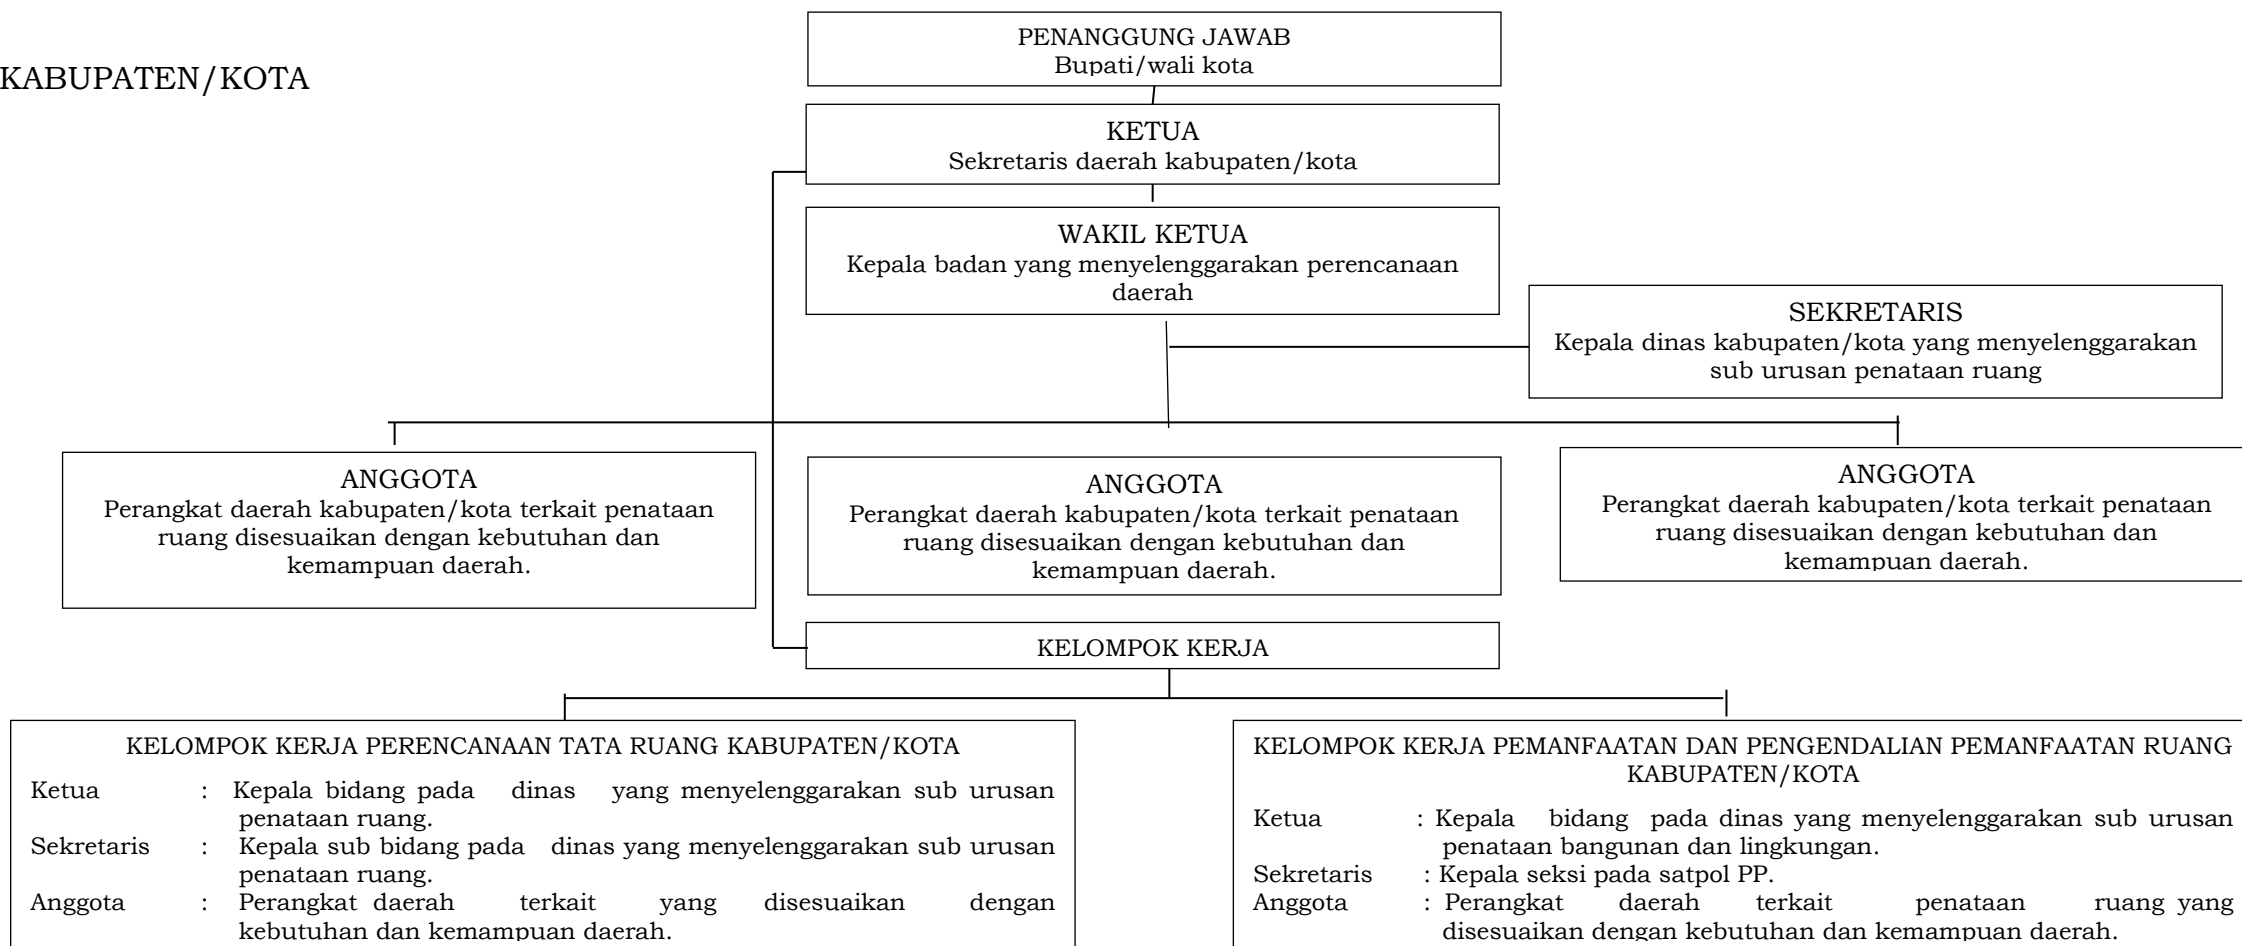 PENANGGUNG JAWAB
Bupati/wali kota
KABUPATEN/KOTA
KETUA
Sekretaris daerah kabupaten/kota
WAKIL KETUA
Kepala badan yang menyelenggarakan perencanaan
daerah
SEKRETARIS
Kepala dinas kabupaten/kota yang menyelenggarakan
sub urusan penataan ruang
ANGGOTA
Perangkat daerah kabupaten/kota terkait penataan
ruang disesuaikan dengan kebutuhan dan
kemampuan daerah.
ANGGOTA
Perangkat daerah kabupaten/kota terkait penataan
ruang disesuaikan dengan kebutuhan dan
kemampuan daerah.
ANGGOTA
Perangkat daerah kabupaten/kota terkait penataan
ruang disesuaikan dengan kebutuhan dan
kemampuan daerah.
KELOMPOK KERJA
KELOMPOK KERJA PERENCANAAN TATA RUANG KABUPATEN/KOTA
Ketua : Kepala bidang pada dinas yang menyelenggarakan sub urusan
penataan ruang.
Sekretaris : Kepala sub bidang pada dinas yang menyelenggarakan sub urusan
penataan ruang.
Anggota : Perangkat daerah terkait yang disesuaikan dengan
kebutuhan dan kemampuan daerah.
KELOMPOK KERJA PEMANFAATAN DAN PENGENDALIAN PEMANFAATAN RUANG
KABUPATEN/KOTA
Ketua : Kepala bidang pada dinas yang menyelenggarakan sub urusan
penataan bangunan dan lingkungan.
Sekretaris : Kepala seksi pada satpol PP.
Anggota : Perangkat daerah terkait penataan ruang yang
disesuaikan dengan kebutuhan dan kemampuan daerah.